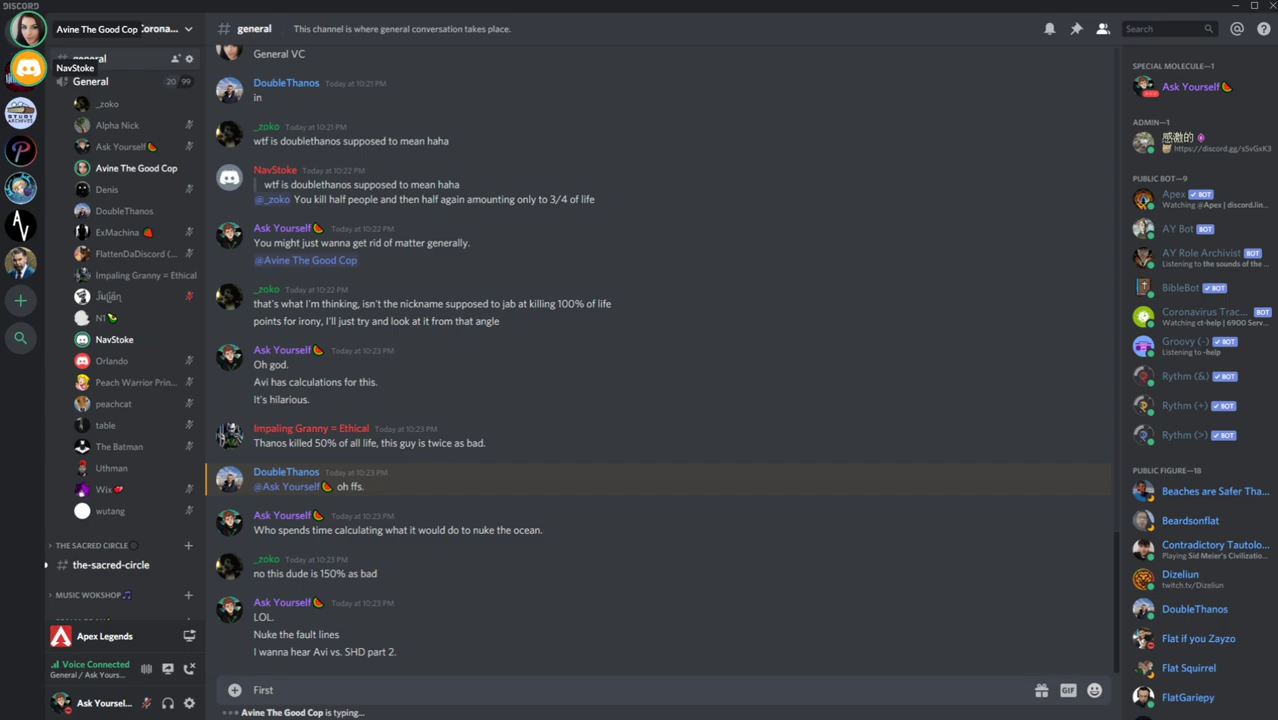 DISCORD
Avine The Good Cop
Corona...
NavStoke
general
General
20 99
_zoko
Alpha Nick
Ask Yourself
Avine The Good Cop
Denis
DoubleThanos
ExMachina
FlattenDaDiscord (...
Impaling Granny = Ethical
N1
NavStoke
Orlando
Peach Warrior Prin...
peachcat
table
The Batman
Uthman
Wix
wutang
THE SACRED CIRCLE
# the-sacred-circle
MUSIC WOKSHOP
Apex Legends
Voice Connected
General / Ask Yours...
Ask Yoursel...
STUDY ARCHIVES
# general
This channel is where general conversation takes place.
Search
General VC
DoubleThanos Today at 10:21 PM
in
_zoko Today at 10:21 PM
wtf is doublethanos supposed to mean haha
NavStoke Today at 10:22 PM
wtf is doublethanos supposed to mean haha
@_zoko You kill half people and then half again amounting only to 3/4 of life
Ask Yourself🍉 Today at 10:22 PM
You might just wanna get rid of matter generally.
@Avine The Good Cop
_zoko Today at 10:22 PM
that's what I'm thinking, isn't the nickname supposed to jab at killing 100% of life
points for irony, I'll just try and look at it from that angle
Ask Yourself🍉 Today at 10:23 PM
Oh god.
Avi has calculations for this.
It's hilarious.
Impaling Granny = Ethical Today at 10:23 PM
Thanos killed 50% of all life, this guy is twice as bad.
DoubleThanos Today at 10:23 PM
@Ask Yourself🍉 oh ffs.
Ask Yourself🍉 Today at 10:23 PM
Who spends time calculating what it would do to nuke the ocean.
_zoko Today at 10:23 PM
no this dude is 150% as bad
Ask Yourself🍉 Today at 10:23 PM
LOL.
Nuke the fault lines
I wanna hear Avi vs. SHD part 2.
First
GIF
Avine The Good Cop is typing...
SPECIAL MOLECULE—1
Ask Yourself🍉
ADMIN—1
感激的
https://discord.gg/s5vGxK3
PUBLIC BOT—9
Apex BOT
Watching @Apex | discord.lin...
AY Bot BOT
AY Role Archivist BOT
Listening to the sounds of the ...
BibleBot BOT
Coronavirus Trac... BOT
Watching ct-help | 6900 Serv...
Groovy (-) BOT
Listening to -help
Rythm (&) BOT
Rythm (+) BOT
Rythm (>) BOT
PUBLIC FIGURE—18
Beaches are Safer Tha...
Beardsonflat
Contradictory Tautolo...
Playing Sid Meier's Civilizatio...
Dizeliun
twitch.tv/Dizeliun
DoubleThanos
Flat if you Zayzo
Flat Squirrel
FlatGariepy